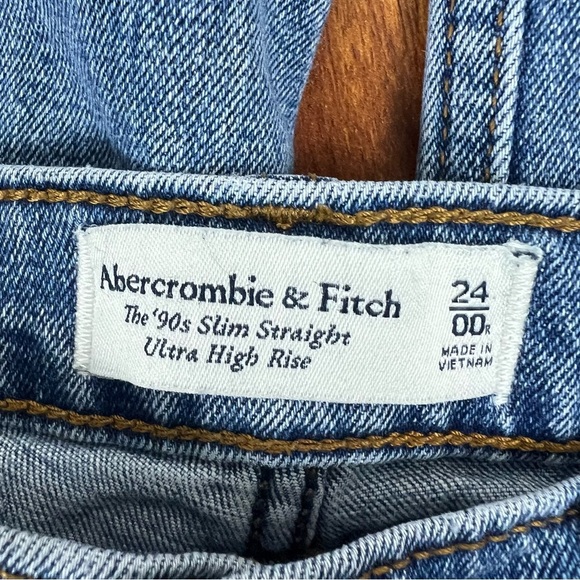 Abercrombie & Fitch
The '90s Slim Straight
Ultra High Rise
24
00R
MADE IN
VIETNAM